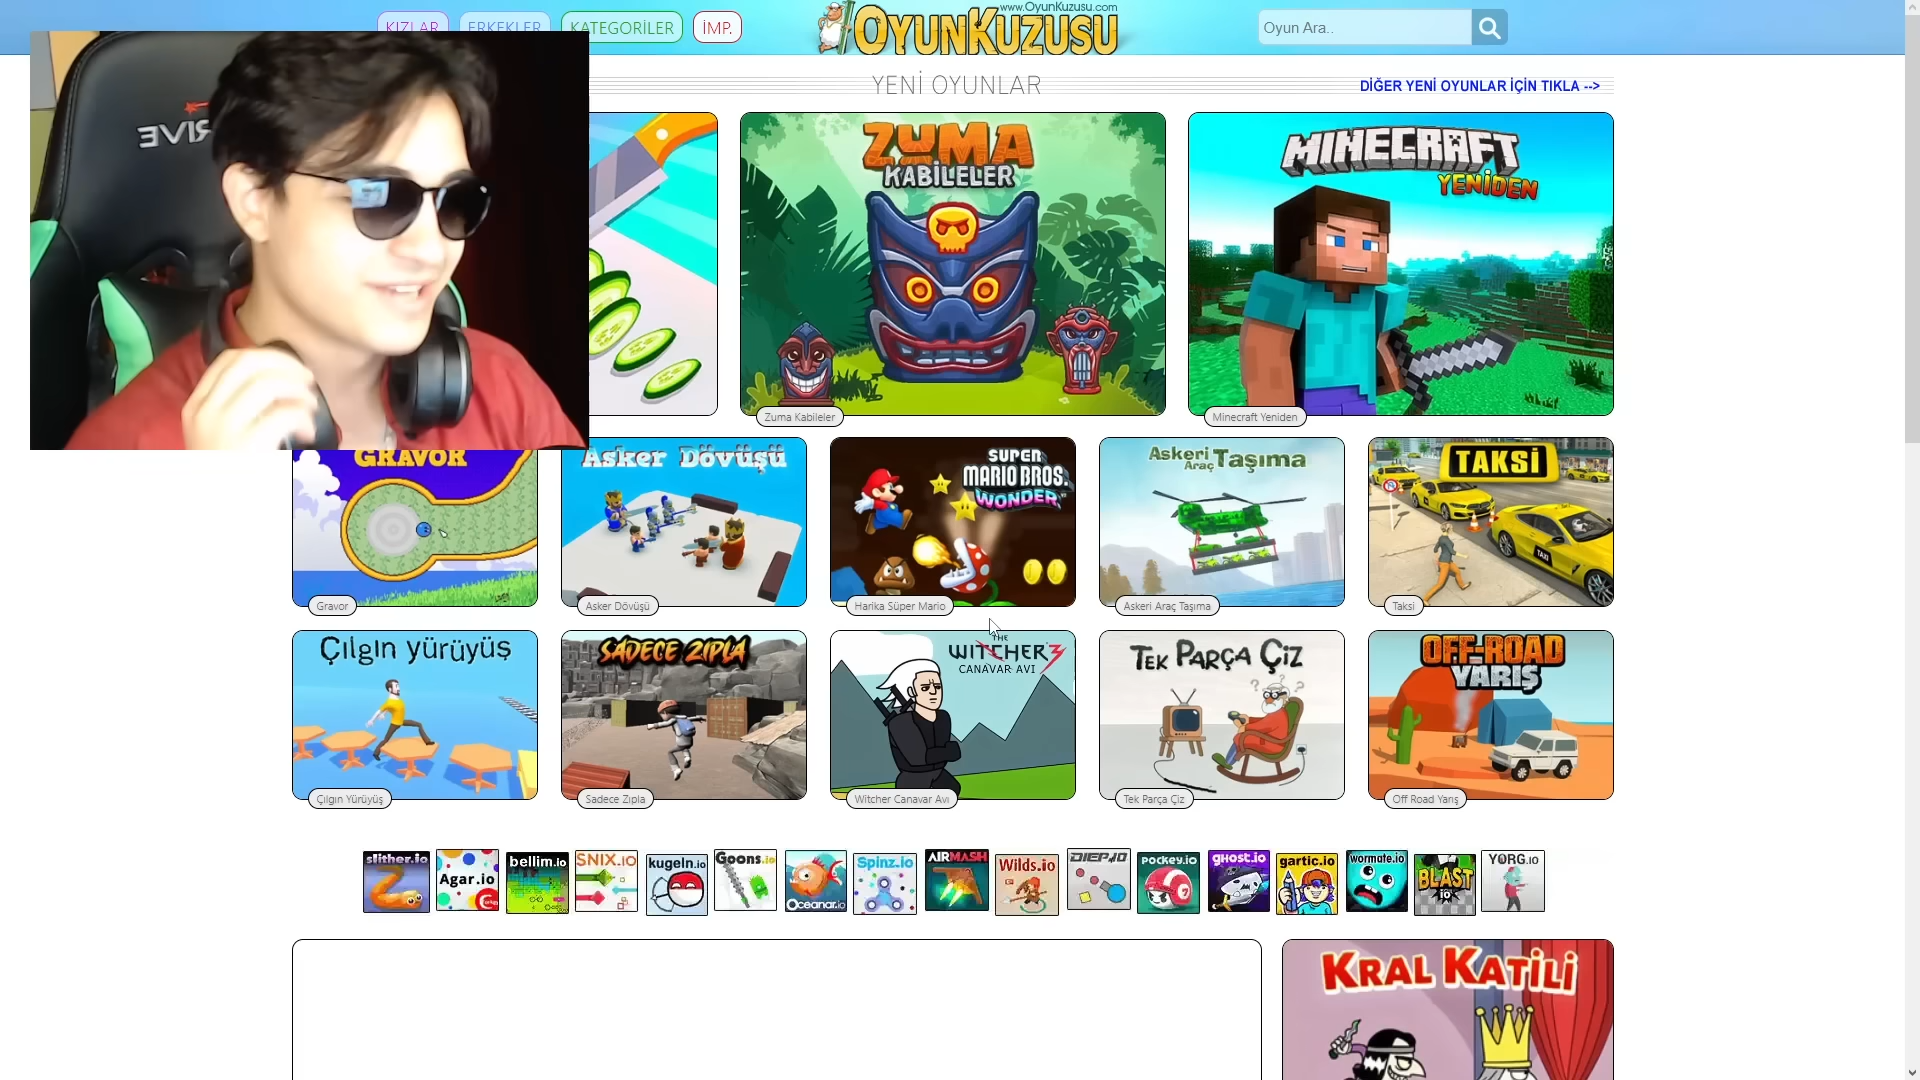 www.OyunKuzusu.com
KIZLAR
ERKEKLER
KATEGORİLER
İMP.
OYUNKUZUSU
Oyun Ara..
YENİ OYUNLAR
DİĞER YENİ OYUNLAR İÇİN TIKLA -->
ZUMA
KABİLELER
MINECRAFT
YENİDEN
Zuma Kabileler
Minecraft Yeniden
GRAVOR
Asker Dövüşü
SUPER
MARIO BROS.
WONDER
Askeri
Araç Taşıma
TAKSİ
TAXI
Gravor
Asker Dövüşü
Harika Süper Mario
Askeri Araç Taşıma
Taksi
Çılgın yürüyüş
SADECE ZIPLA
THE
WITCHER 3
CANAVAR AVI
TEK PARÇA ÇİZ
OFF-ROAD
YARIŞ
Çılgın Yürüyüş
Sadece Zıpla
Witcher Canavar Avı
Tek Parça Çiz
Off Road Yarış
slither.io
Agar.io
bellim.io
SNIX.IO
kugeln.io
Goons.io
Oceanar.io
Spinz.io
AIRMASH
Wilds.io
DIEP.IO
POCKEY.IO
GHOST.IO
gartic.io
wormate.io
BLAST
IO
YORG.IO
KRAL KATİLİ